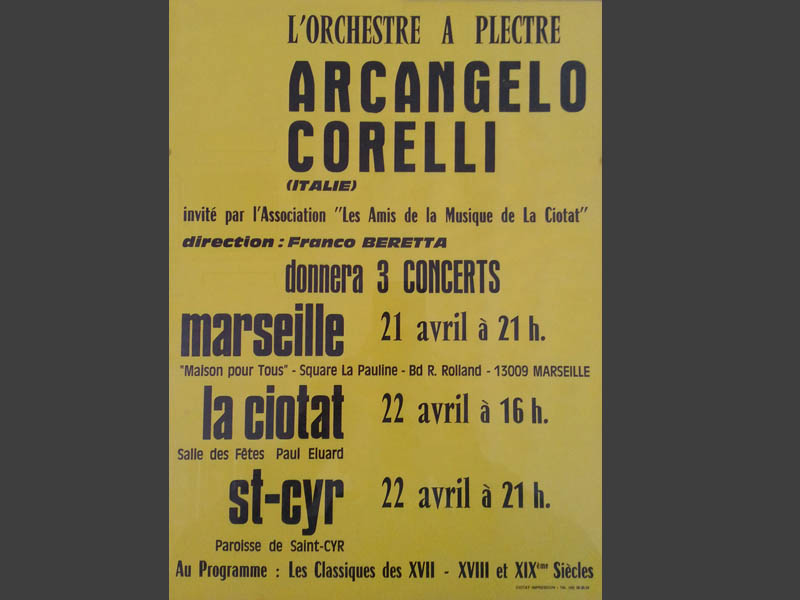 L'ORCHESTRE A PLECTRE
ARCANGELO
CORELLI
(ITALIE)
invité par l'Association "Les Amis de la Musique de La Ciotat"
direction : Franco BERETTA
donnera 3 CONCERTS
marseille 21 avril à 21 h.
"Maison pour Tous" - Square La Pauline - Bd R. Rolland - 13009 MARSEILLE
la ciotat 22 avril à 16 h.
Salle des Fêtes Paul Eluard
st-cyr 22 avril à 21 h.
Paroisse de Saint-CYR
Au Programme : Les Classiques des XVII - XVIII et XIXème Siècles
CIOTAT IMPRESSION